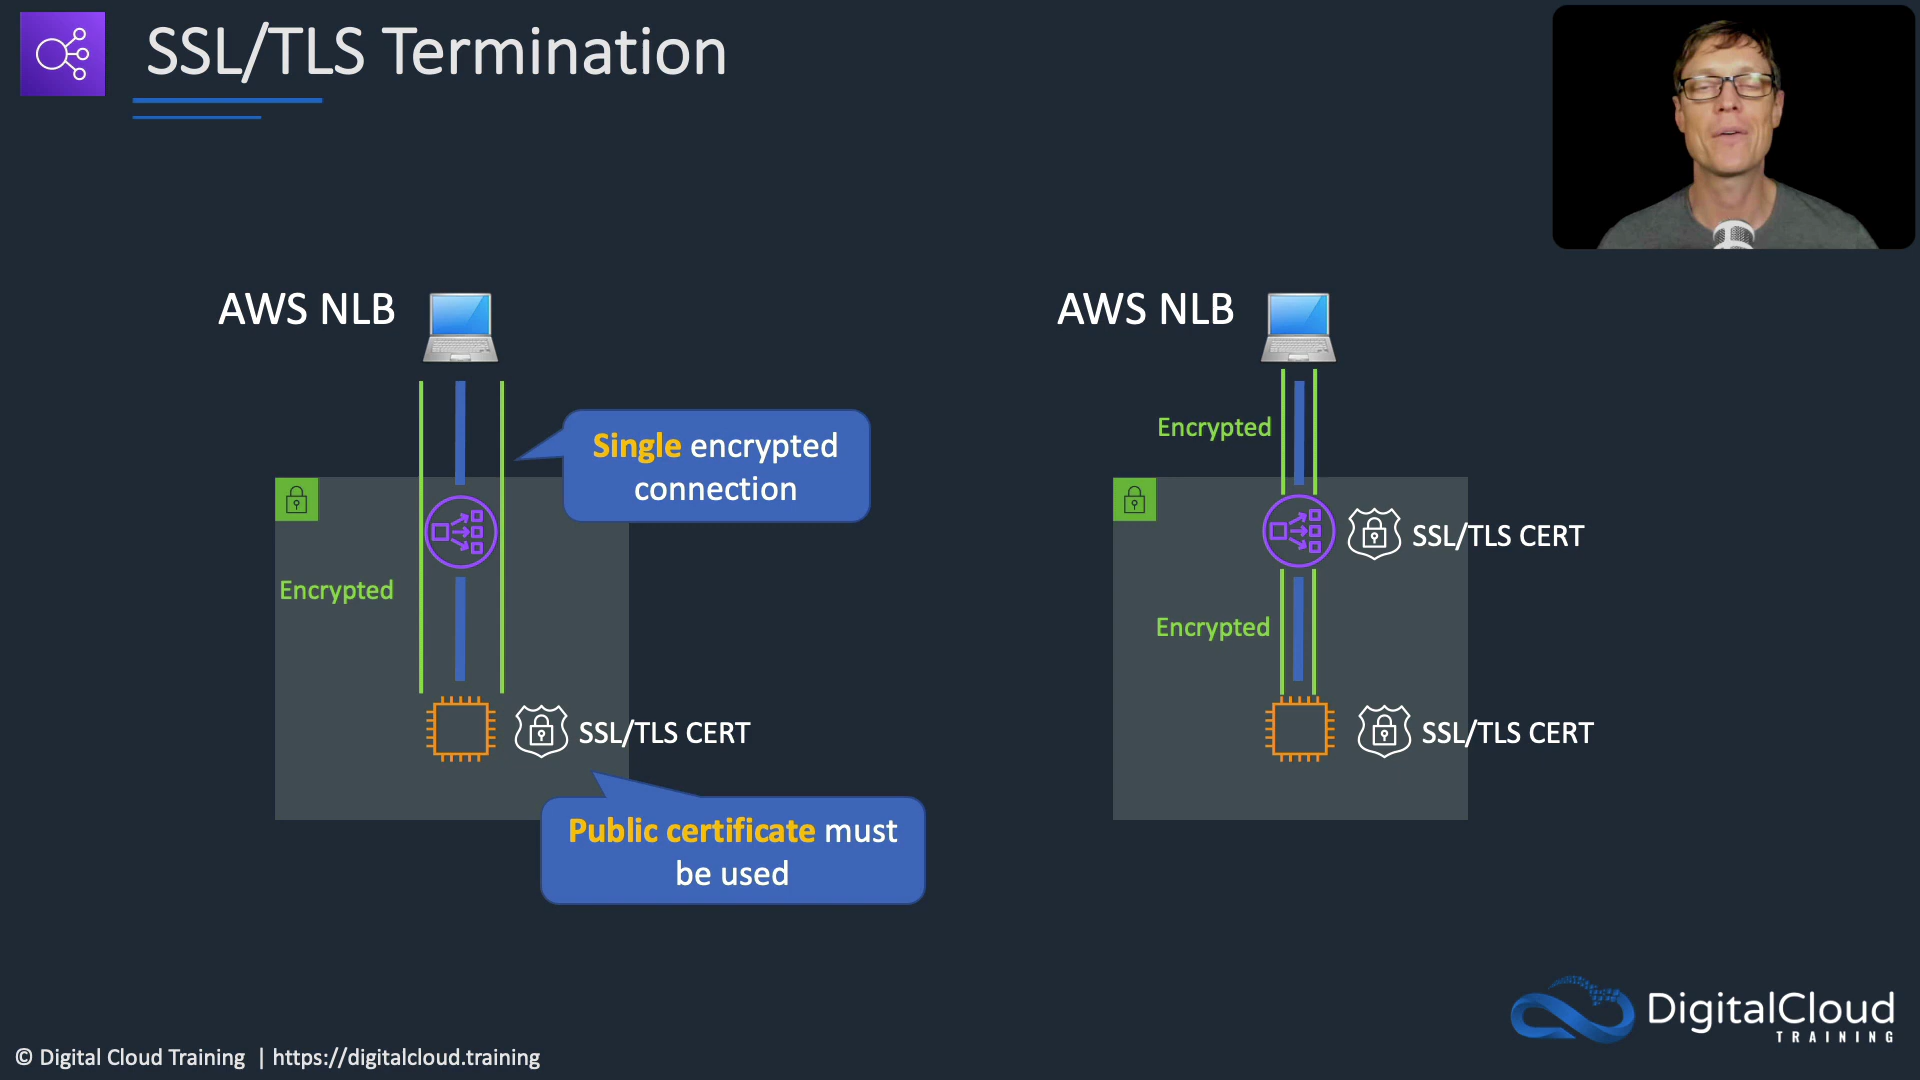 SSL/TLS Termination
AWS NLB
Single encrypted
connection
Encrypted
SSL/TLS CERT
Public certificate must
be used
AWS NLB
Encrypted
SSL/TLS CERT
Encrypted
SSL/TLS CERT
DigitalCloud
TRAINING
© Digital Cloud Training | https://digitalcloud.training